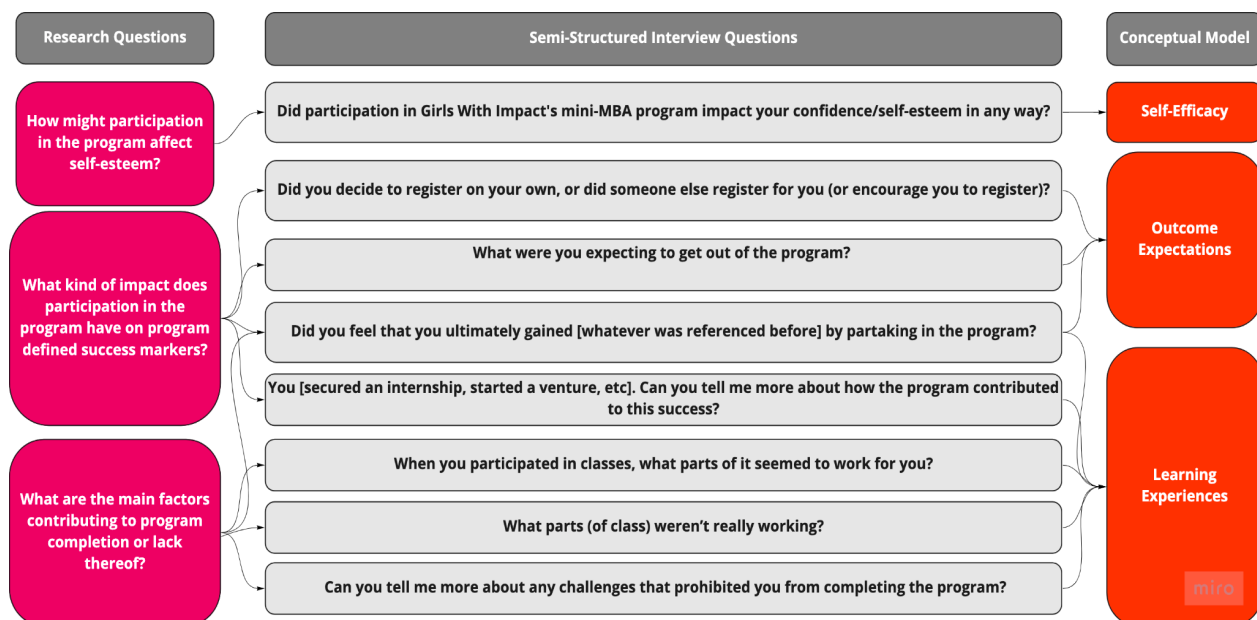 Research Questions
Semi-Structured Interview Questions
Conceptual Model
How might participation
in the program affect
self-esteem?
Did participation in Girls With Impact's mini-MBA program impact your confidence/self-esteem in any way?
Self-Efficacy
Did you decide to register on your own, or did someone else register for you (or encourage you to register)?
What were you expecting to get out of the program?
Outcome
Expectations
What kind of impact does
participation in the
program have on program
defined success markers?
Did you feel that you ultimately gained [whatever was referenced before] by partaking in the program?
You [secured an internship, started a venture, etc]. Can you tell me more about how the program contributed
to this success?
What are the main factors
contributing to program
completion or lack
thereof?
When you participated in classes, what parts of it seemed to work for you?
What parts (of class) weren’t really working?
Can you tell me more about any challenges that prohibited you from completing the program?
Learning
Experiences
miro